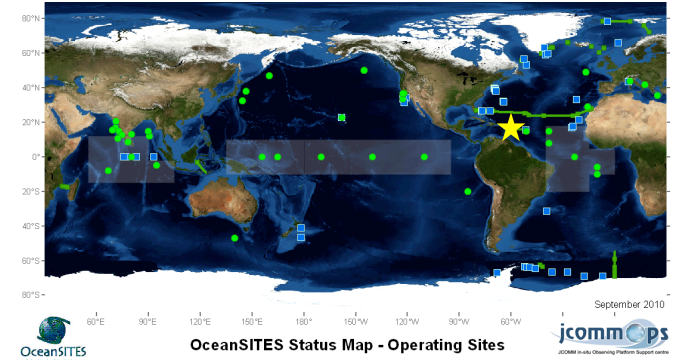 80°N
60°N
40°N
20°N
0°
20°S
40°S
60°S
80°S
60°E 90°E 120°E 150°E 180°E 150°W 120°W 90°W 60°W 30°W 0° 30°E
September 2010
OceanSITES
OceanSITES Status Map - Operating Sites
jcommops
JCOMM in-situ Observing Platform Support centre